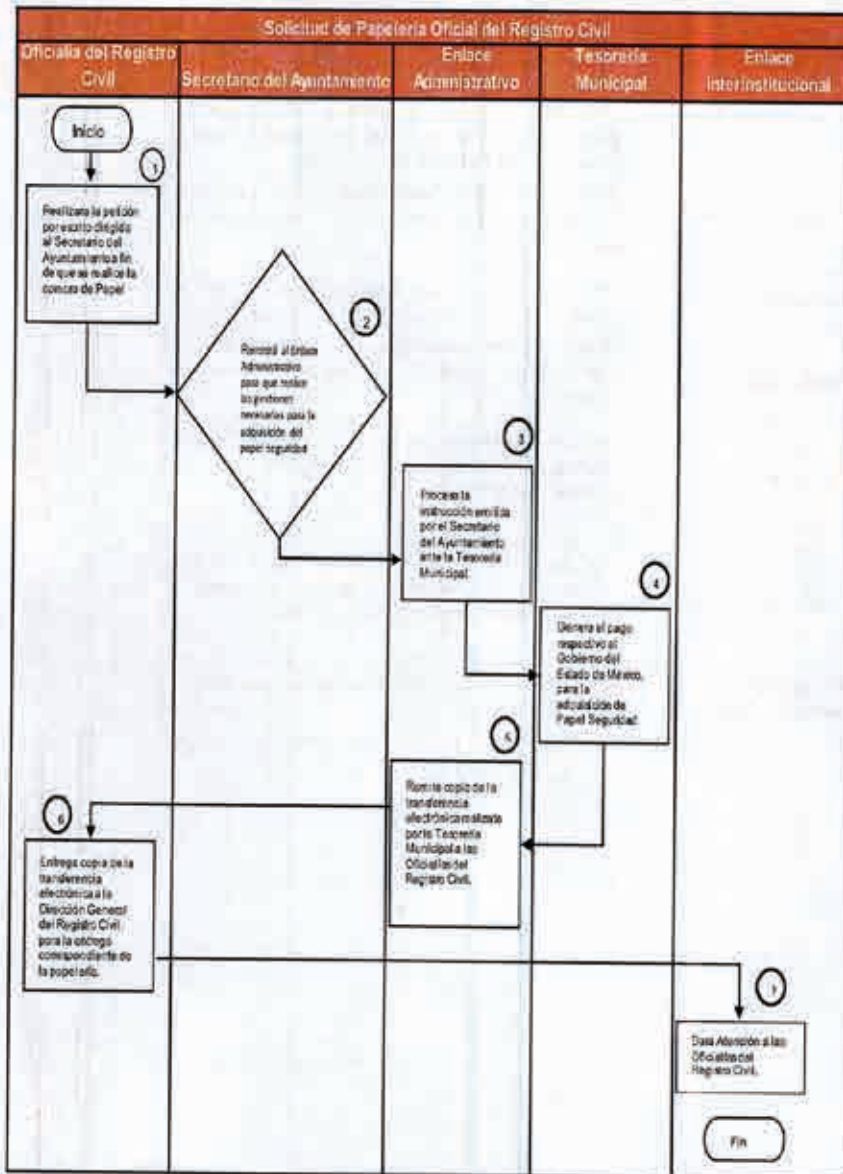 Solicitud de Papelería Oficial del Registro Civil
Oficialía del Registro
Civil
Secretario del Ayuntamiento
Enlace
Administrativo
Tesorería
Municipal
Enlace
Interinstitucional
Inicio
1
Realizara la petición
por escrito dirigida
al Secretario del
Ayuntamiento a fin
de que se realice la
compra de Papel
2
Remitirá al Enlace
Administrativo
para que realice
las gestiones
necesarias para la
adquisición del
papel seguridad
3
Procesa la
instrucción emitida
por el Secretario
del Ayuntamiento
ante la Tesorería
Municipal.
4
Genera el pago
respectivo al
Gobierno del
Estado de México,
para la
adquisición de
Papel Seguridad.
5
Remite copia de la
transferencia
electrónica realizada
por la Tesorería
Municipal a las
Oficialías del
Registro Civil.
6
Entrega copia de la
transferencia
electrónica a la
Dirección General
del Registro Civil
para la entrega
correspondiente de
la papelería.
7
Dará Atención a las
Oficialías del
Registro Civil.
Fin